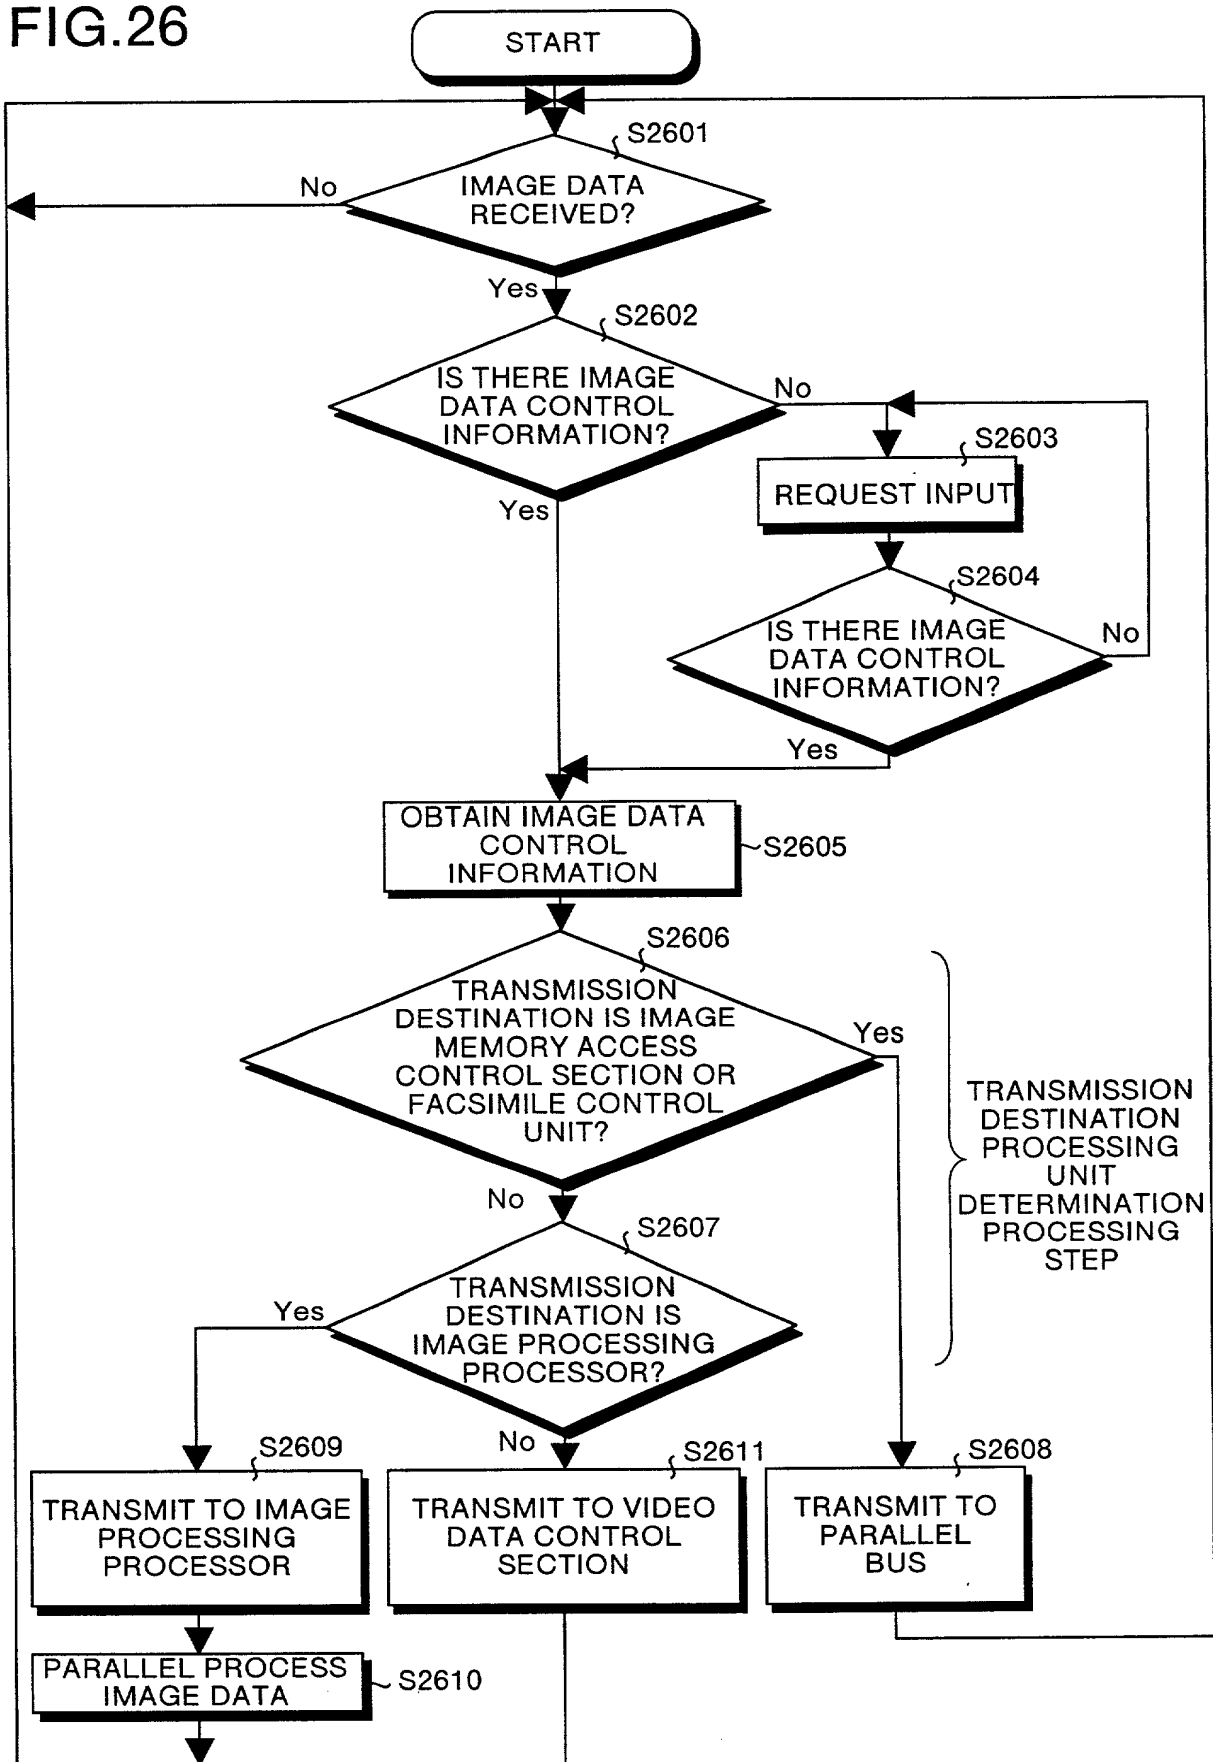 FIG.26
START
S2601
IMAGE DATA
RECEIVED?
No
Yes
S2602
IS THERE IMAGE
DATA CONTROL
INFORMATION?
No
Yes
S2603
REQUEST INPUT
S2604
IS THERE IMAGE
DATA CONTROL
INFORMATION?
No
Yes
OBTAIN IMAGE DATA
CONTROL
INFORMATION
S2605
S2606
TRANSMISSION
DESTINATION IS IMAGE
MEMORY ACCESS
CONTROL SECTION OR
FACSIMILE CONTROL
UNIT?
Yes
No
TRANSMISSION
DESTINATION
PROCESSING
UNIT
DETERMINATION
PROCESSING
STEP
S2607
TRANSMISSION
DESTINATION IS
IMAGE PROCESSING
PROCESSOR?
Yes
No
S2609
TRANSMIT TO IMAGE
PROCESSING
PROCESSOR
S2611
TRANSMIT TO VIDEO
DATA CONTROL
SECTION
S2608
TRANSMIT TO
PARALLEL
BUS
PARALLEL PROCESS
IMAGE DATA
S2610